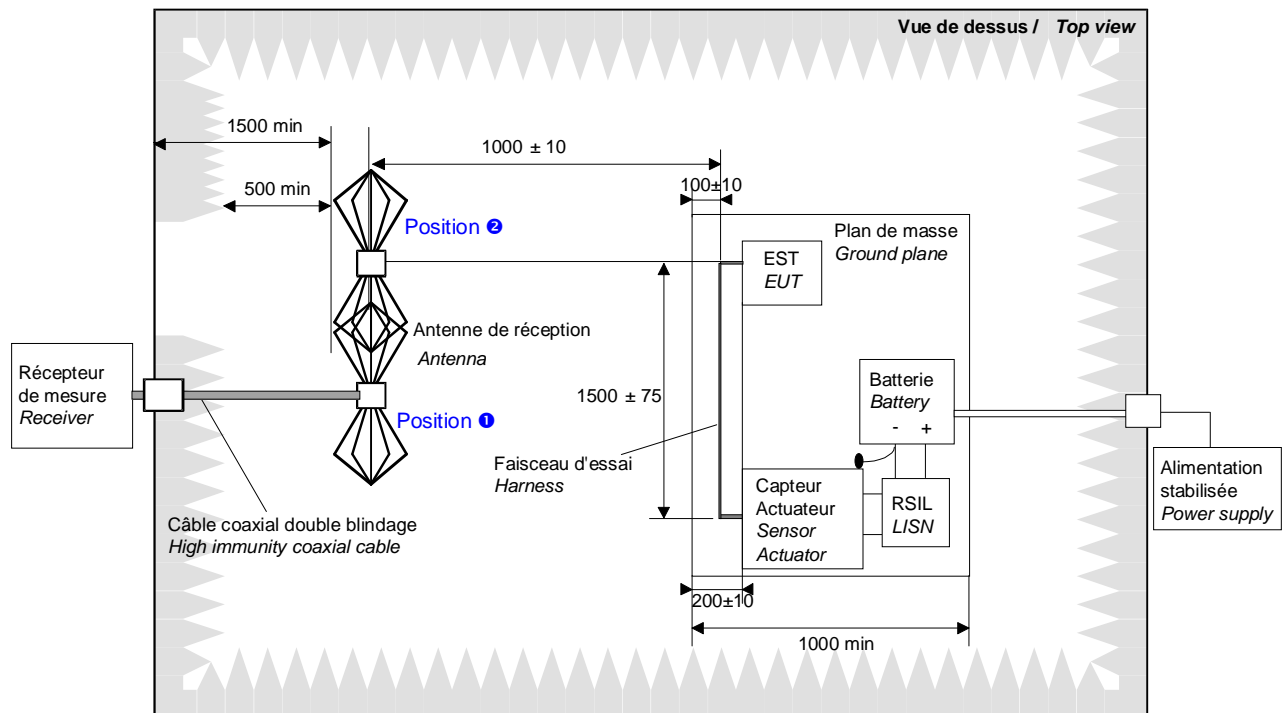 Vue de dessus / Top view
1500 min
1000 ± 10
500 min
100±10
Position ❷
Plan de masse
Ground plane
EST
EUT
Antenne de réception
Antenna
Récepteur
de mesure
Receiver
1500 ± 75
Batterie
Battery
- +
Position ❶
Faisceau d'essai
Harness
Capteur
Actuateur
Sensor
Actuator
RSIL
LISN
Alimentation
stabilisée
Power supply
Câble coaxial double blindage
High immunity coaxial cable
200±10
1000 min